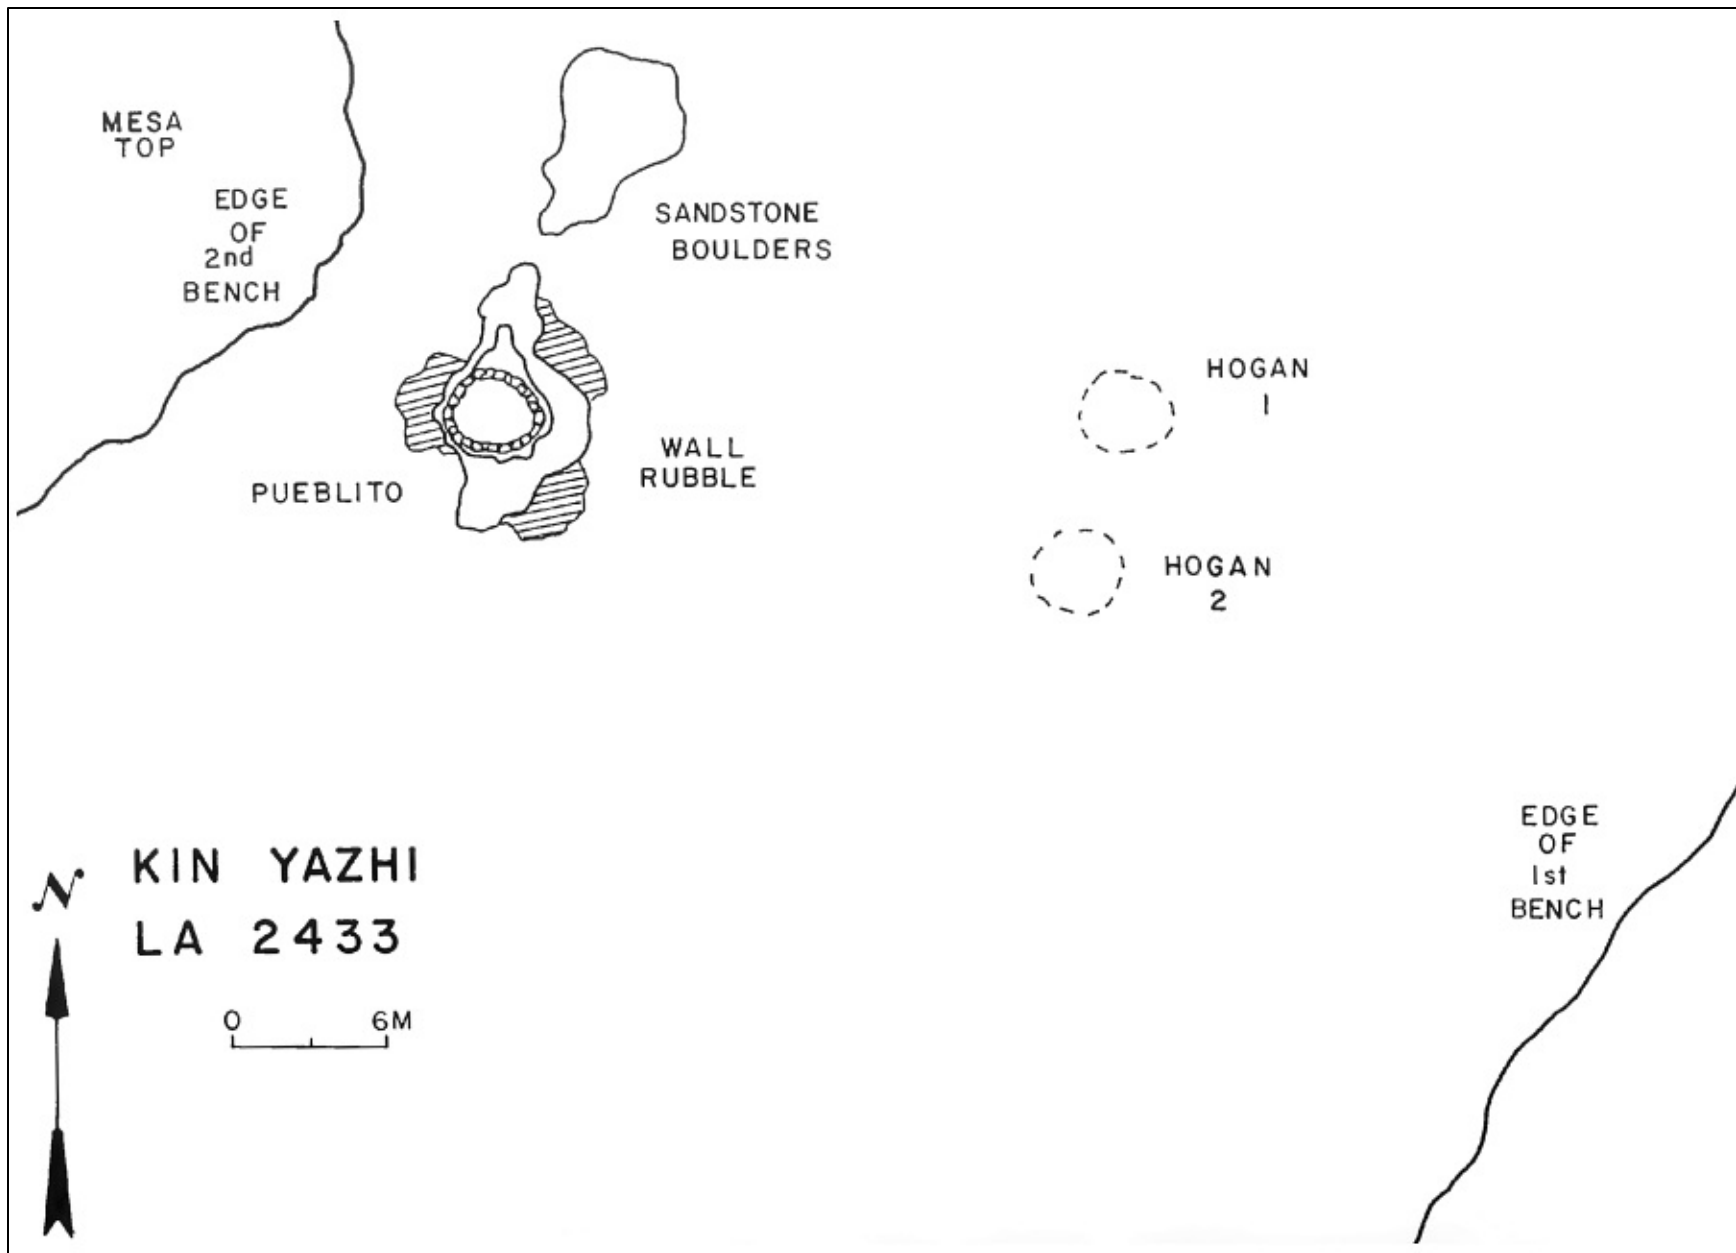 MESA
TOP
EDGE
OF
2nd
BENCH
SANDSTONE
BOULDERS
HOGAN
1
WALL
RUBBLE
PUEBLITO
HOGAN
2
EDGE
OF
1st
BENCH
N
KIN YAZHI
LA 2433
0 6M